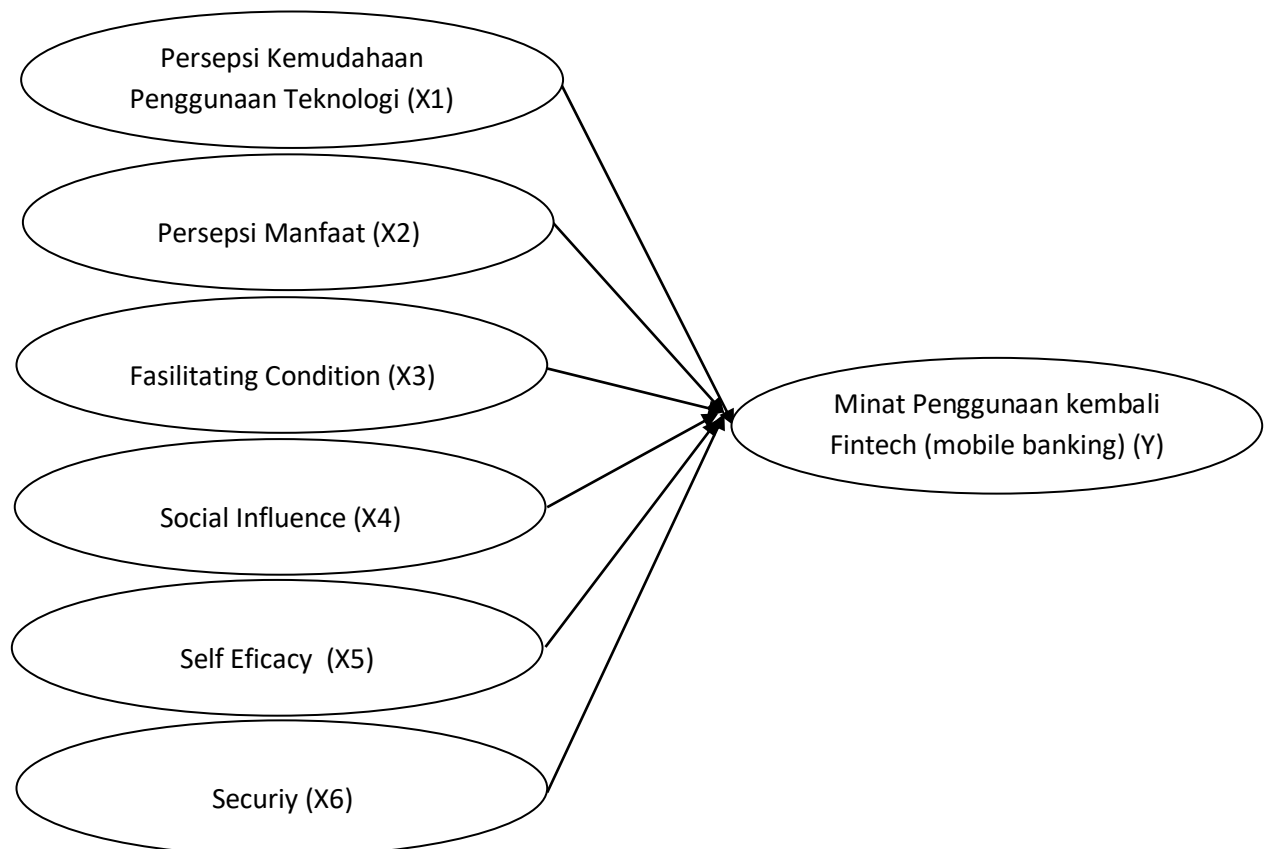 Persepsi Kemudahaan
Penggunaan Teknologi (X1)
Persepsi Manfaat (X2)
Fasilitating Condition (X3)
Social Influence (X4)
Self Eficacy  (X5)
Securiy (X6)
Minat Penggunaan kembali
Fintech (mobile banking) (Y)